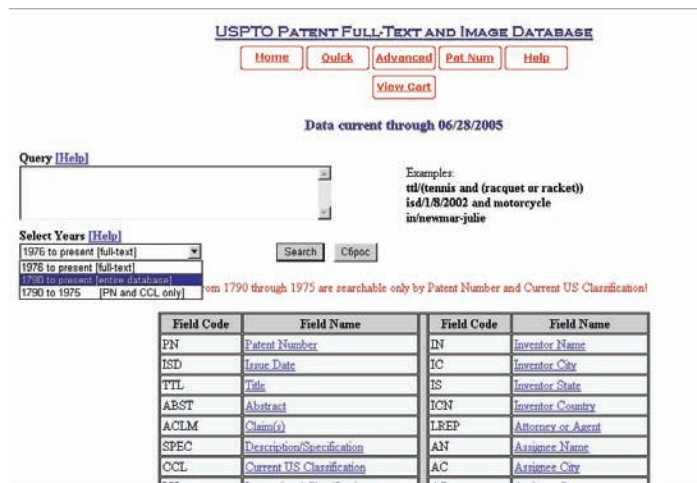 USPTO PATENT FULL-TEXT AND IMAGE DATABASE
Home Quick Advanced Pat Num Help
View Cart
Data current through 06/28/2005
Query [Help]
Examples:
ttl/(tennis and (racquet or racket))
isd/1/8/2002 and motorcycle
in/newmar-julie
Select Years [Help]
1976 to present [full-text] Search Сброс
1976 to present [full-text]
1790 to present [entire database]
1790 to 1975 [PN and CCL only] from 1790 through 1975 are searchable only by Patent Number and Current US Classification!
Field Code Field Name Field Code Field Name
PN Patent Number IN Inventor Name
ISD Issue Date IC Inventor City
TTL Title IS Inventor State
ABST Abstract ICN Inventor Country
ACLM Claim(s) LREP Attorney or Agent
SPEC Description/Specification AN Assignee Name
CCL Current US Classification AC Assignee City